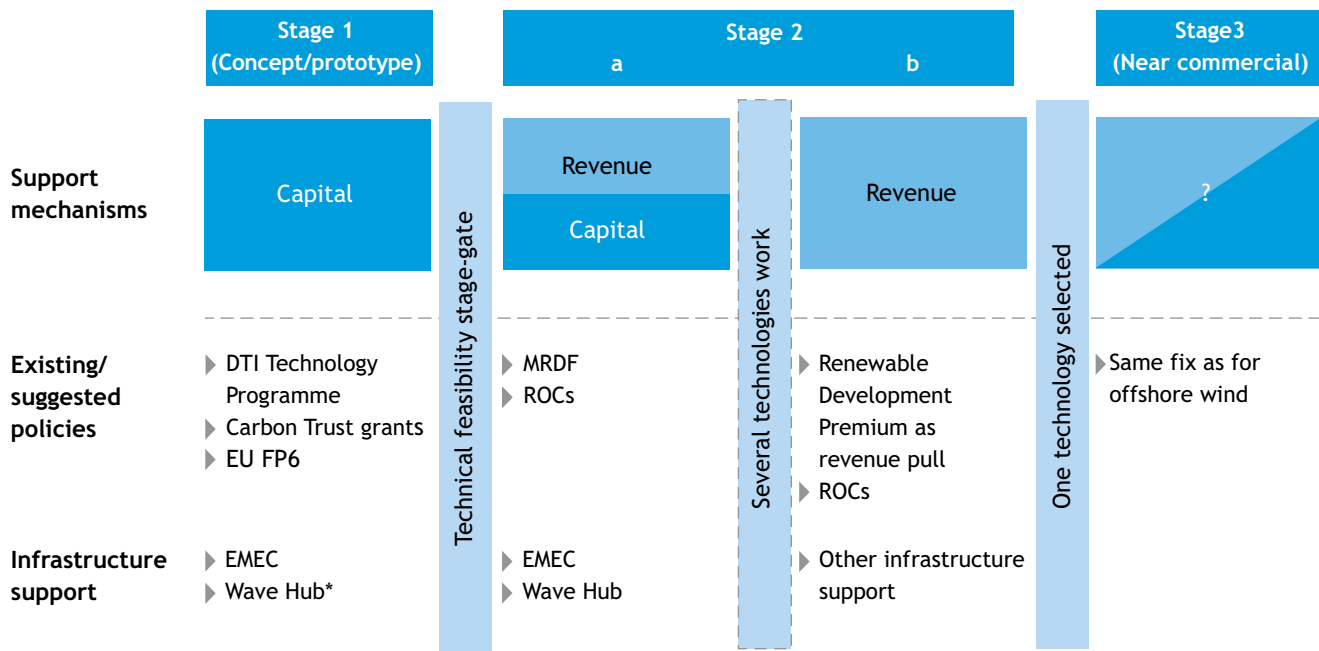 Stage 1
(Concept/prototype)
Stage 2
a
b
Stage3
(Near commercial)
Support
mechanisms
Capital
Technical feasibility stage-gate
Revenue
Capital
Several technologies work
Revenue
One technology selected
?
Existing/
suggested
policies
DTI Technology
Programme
Carbon Trust grants
EU FP6
MRDF
ROCs
Renewable
Development
Premium as
revenue pull
ROCs
Same fix as for
offshore wind
Infrastructure
support
EMEC
Wave Hub*
EMEC
Wave Hub
Other infrastructure
support